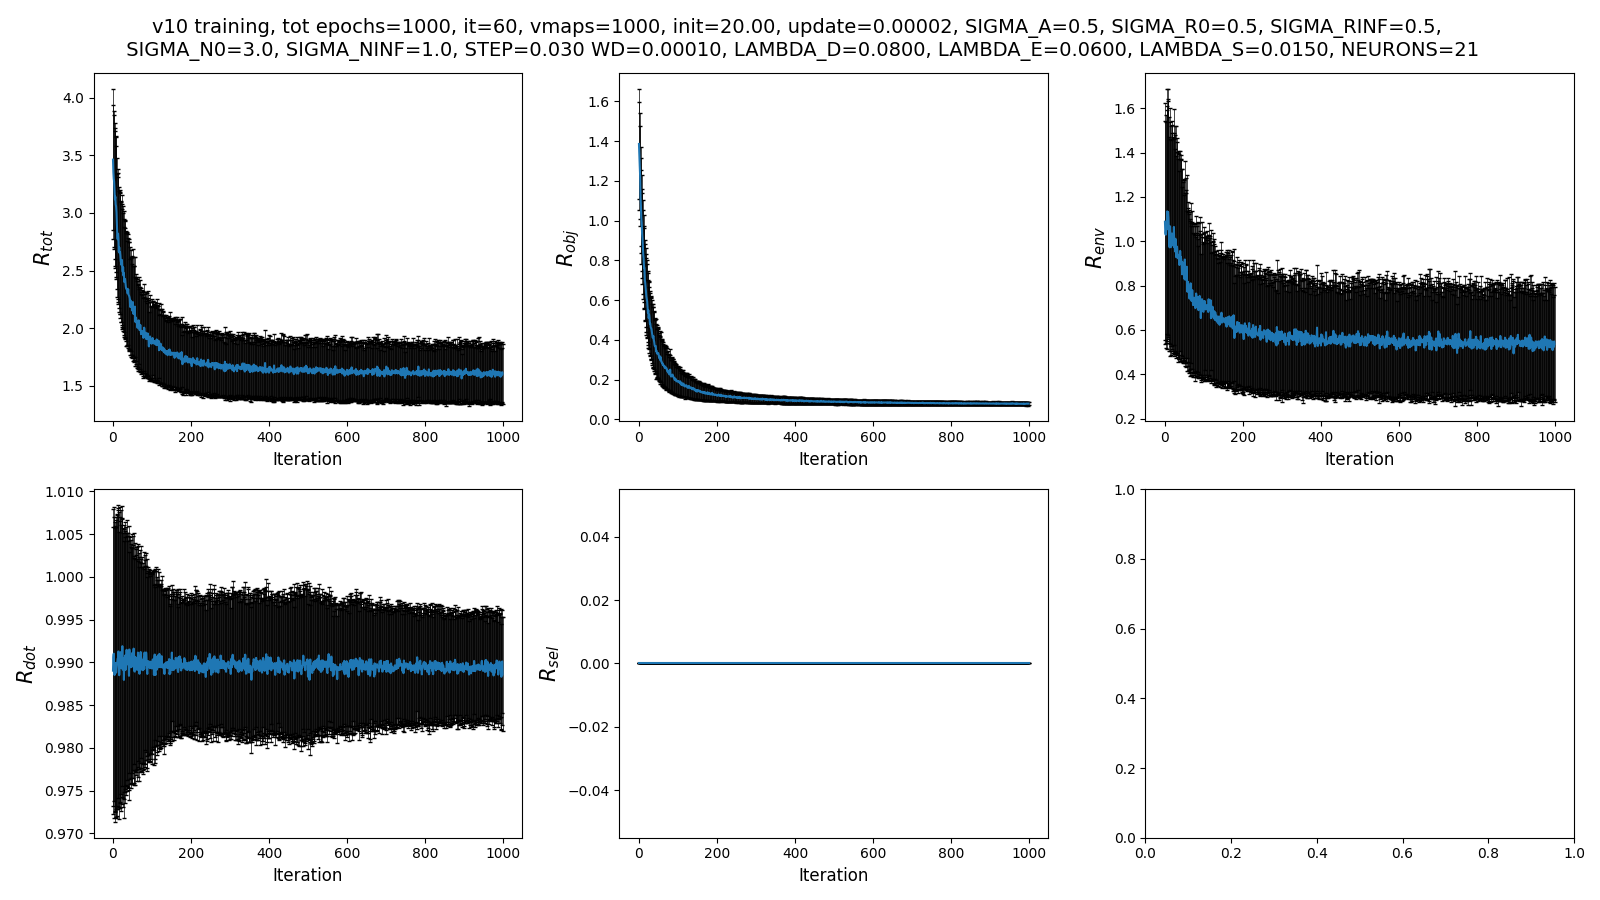 v10 training, tot epochs=1000, it=60, vmaps=1000, init=20.00, update=0.00002, SIGMA_A=0.5, SIGMA_R0=0.5, SIGMA_RINF=0.5,
SIGMA_N0=3.0, SIGMA_NINF=1.0, STEP=0.030 WD=0.00010, LAMBDA_D=0.0800, LAMBDA_E=0.0600, LAMBDA_S=0.0150, NEURONS=21
R_tot
4.0
3.5
3.0
2.5
2.0
1.5
0 200 400 600 800 1000
Iteration
R_obj
1.6
1.4
1.2
1.0
0.8
0.6
0.4
0.2
0.0
0 200 400 600 800 1000
Iteration
R_env
1.6
1.4
1.2
1.0
0.8
0.6
0.4
0.2
0 200 400 600 800 1000
Iteration
R_dot
1.010
1.005
1.000
0.995
0.990
0.985
0.980
0.975
0.970
0 200 400 600 800 1000
Iteration
R_sel
0.04
0.02
0.00
−0.02
−0.04
0 200 400 600 800 1000
Iteration
1.0
0.8
0.6
0.4
0.2
0.0
0.0 0.2 0.4 0.6 0.8 1.0